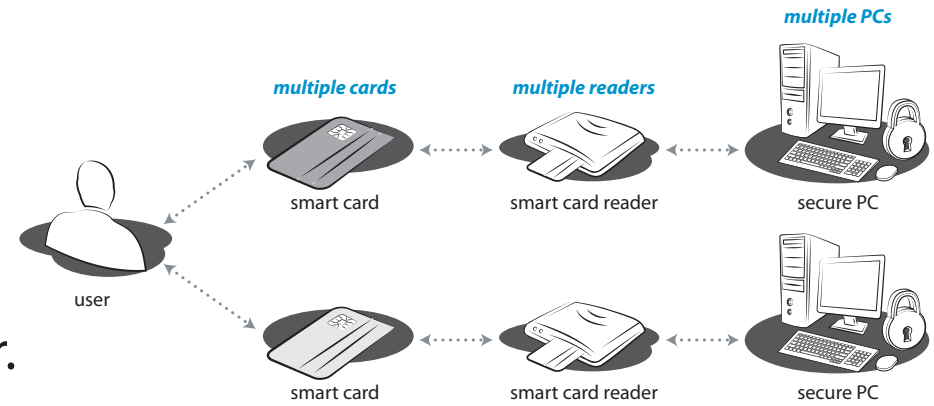 multiple PCs
multiple cards
multiple readers
smart card
smart card reader
secure PC
user
r.
smart card
smart card reader
secure PC